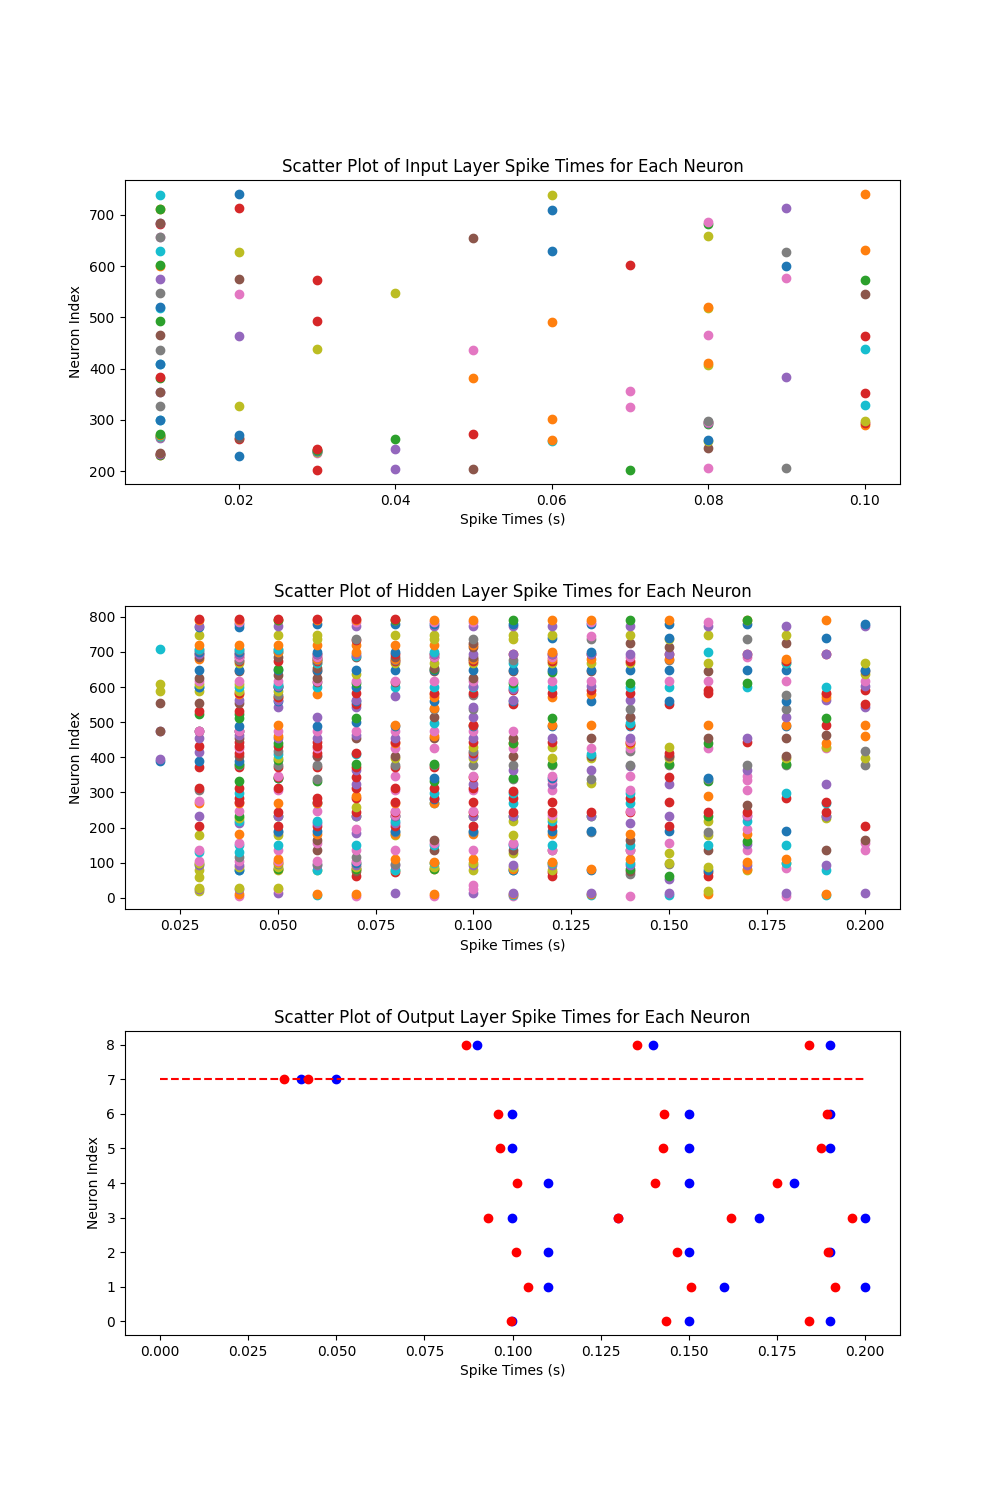 Scatter Plot of Input Layer Spike Times for Each Neuron
Neuron Index
700
600
500
400
300
200
0.02 0.04 0.06 0.08 0.10
Spike Times (s)
Scatter Plot of Hidden Layer Spike Times for Each Neuron
Neuron Index
800
700
600
500
400
300
200
100
0
0.025 0.050 0.075 0.100 0.125 0.150 0.175 0.200
Spike Times (s)
Scatter Plot of Output Layer Spike Times for Each Neuron
Neuron Index
8
7
6
5
4
3
2
1
0
0.000 0.025 0.050 0.075 0.100 0.125 0.150 0.175 0.200
Spike Times (s)